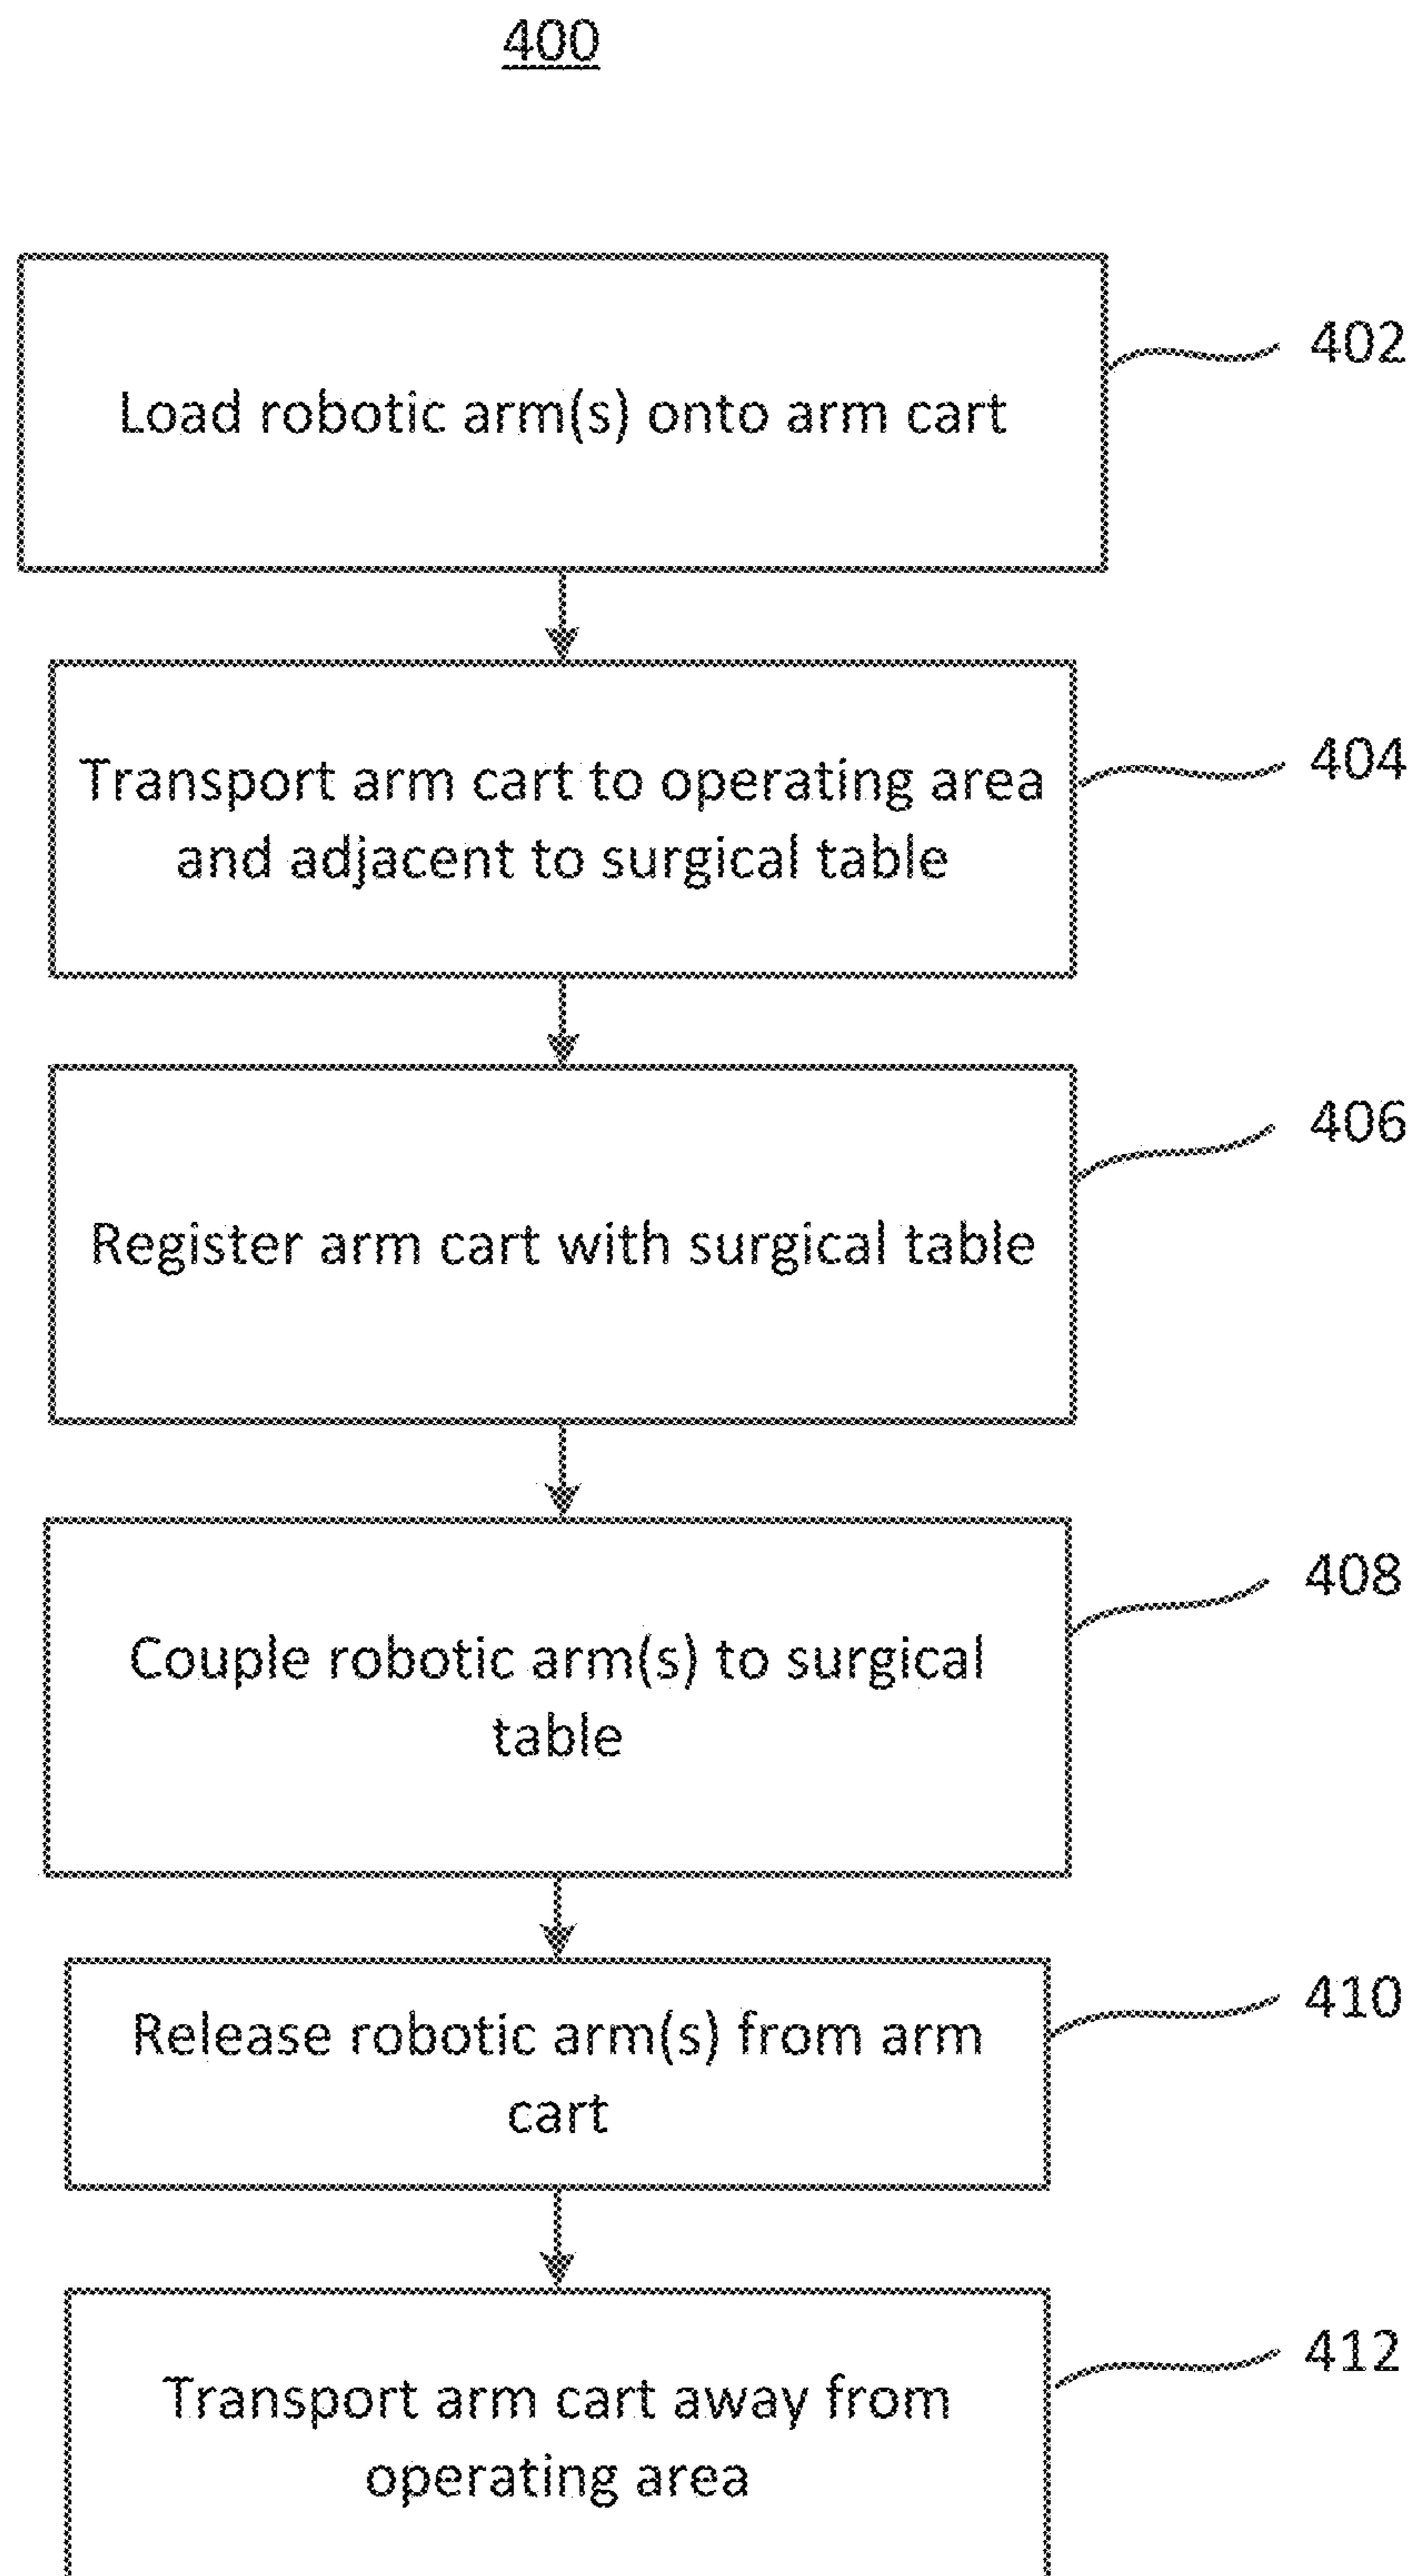 400
Load robotic arm(s) onto arm cart
402
Transport arm cart to operating area
and adjacent to surgical table
404
Register arm cart with surgical table
406
Couple robotic arm(s) to surgical
table
408
Release robotic arm(s) from arm
cart
410
Transport arm cart away from
operating area
412